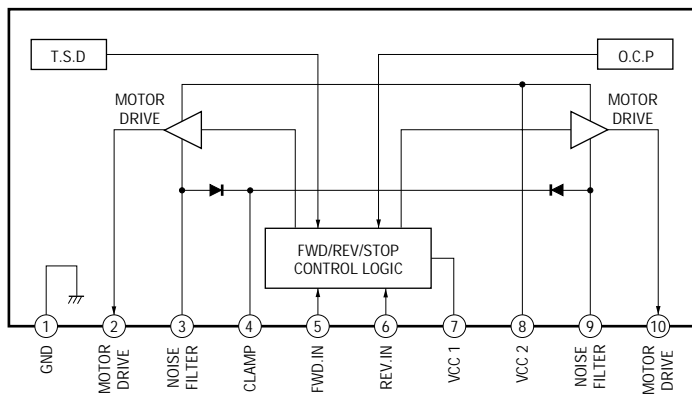 T.S.D
O.C.P
MOTOR
DRIVE
MOTOR
DRIVE
FWD/REV/STOP
CONTROL LOGIC
1
2
3
4
5
6
7
8
9
10
GND
MOTOR
DRIVE
NOISE
FILTER
CLAMP
FWD.IN
REV.IN
VCC 1
VCC 2
NOISE
FILTER
MOTOR
DRIVE